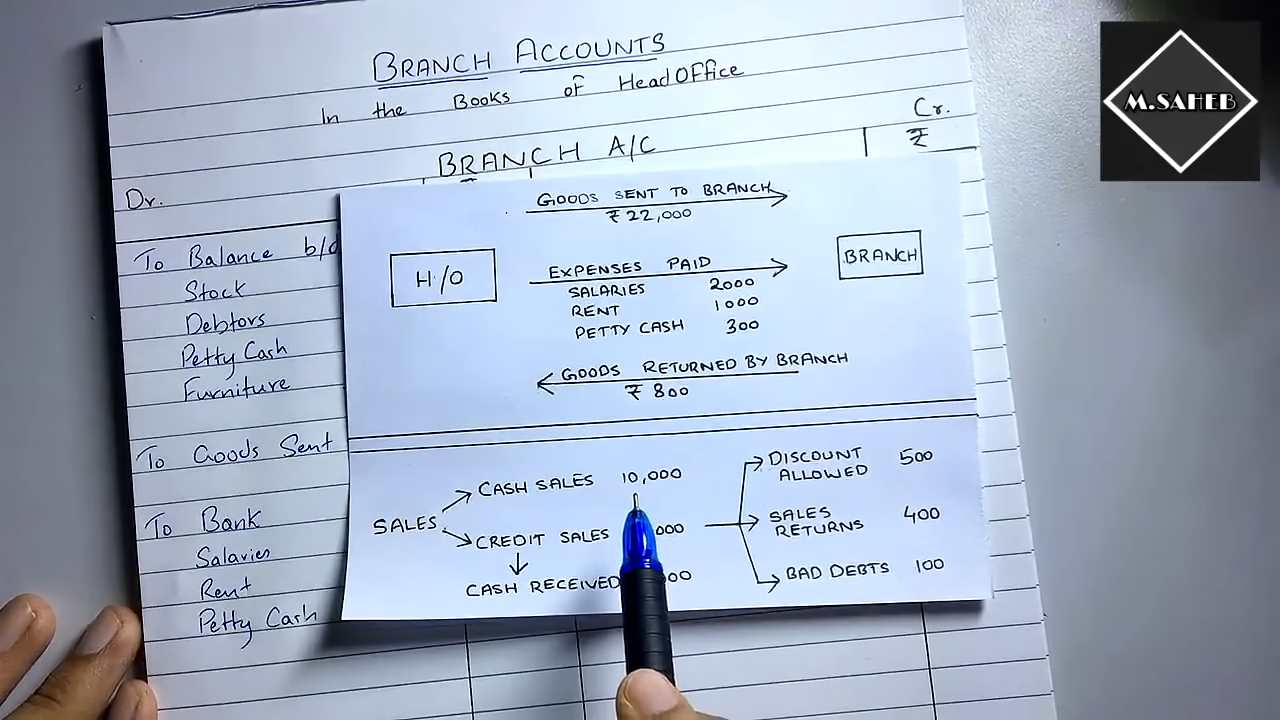 BRANCH ACCOUNTS
In the Books of Head Office
BRANCH A/C
Dr.
Cr.
₹
To Balance b/d
Stock
Debtors
Petty Cash
Furniture
To Goods Sent
To Bank
Salaries
Rent
Petty Cash
GOODS SENT TO BRANCH
₹ 22,000
H/O
BRANCH
EXPENSES PAID
SALARIES 2000
RENT 1000
PETTY CASH 300
GOODS RETURNED BY BRANCH
₹ 800
SALES
CASH SALES 10,000
CREDIT SALES
CASH RECEIVED
DISCOUNT ALLOWED 500
SALES RETURNS 400
BAD DEBTS 100
M.SAHEB